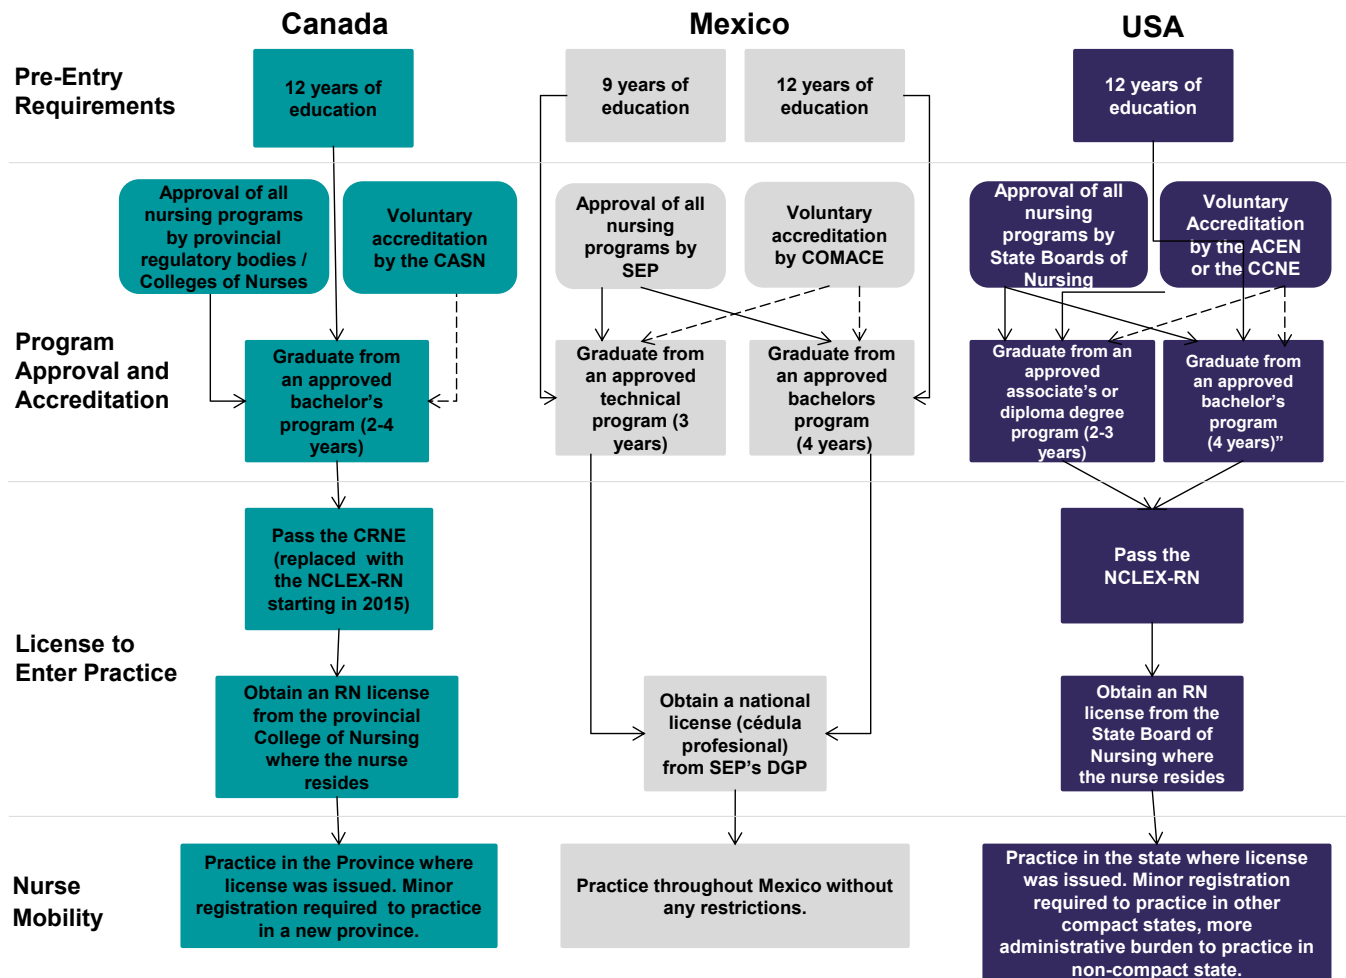 Canada
Mexico
USA
Pre-Entry
Requirements
12 years of
education
9 years of
education
12 years of
education
12 years of
education
Program
Approval and
Accreditation
Approval of all
nursing programs
by provincial
regulatory bodies /
Colleges of Nurses
Voluntary
accreditation
by the CASN
Approval of all
nursing
programs by
SEP
Voluntary
accreditation
by COMACE
Approval of all
nursing
programs by
State Boards of
Nursing
Voluntary
Accreditation
by the ACEN
or the CCNE
Graduate from
an approved
bachelor's
program (2-4
years)
Graduate from
an approved
technical
program (3
years)
Graduate from
an approved
bachelors
program
(4 years)
Graduate from an
approved
associate's or
diploma degree
program (2-3
years)
Graduate from
an approved
bachelor's
program
(4 years)”
License to
Enter Practice
Pass the CRNE
(replaced with
the NCLEX-RN
starting in 2015)
Pass the
NCLEX-RN
Obtain an RN license
from the provincial
College of Nursing
where the nurse
resides
Obtain a national
license (cédula
profesional)
from SEP's DGP
Obtain an RN
license from the
State Board of
Nursing where
the nurse resides
Nurse
Mobility
Practice in the Province where
license was issued. Minor
registration required to practice
in a new province.
Practice throughout Mexico without
any restrictions.
Practice in the state where license
was issued. Minor registration
required to practice in other
compact states, more
administrative burden to practice in
non-compact state.